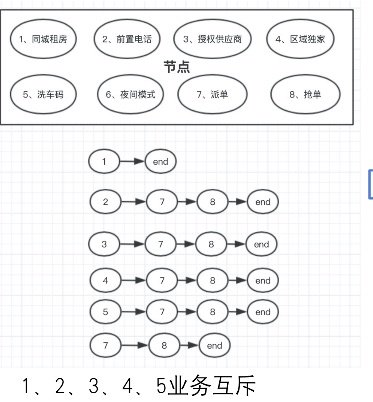 1、同城租房 2、前置电话 3、授权供应商 4、区域独家
节点
5、洗车码 6、夜间模式 7、派单 8、抢单
1 end
2 7 8 end
3 7 8 end
4 7 8 end
5 7 8 end
7 8 end
1、2、3、4、5业务互斥